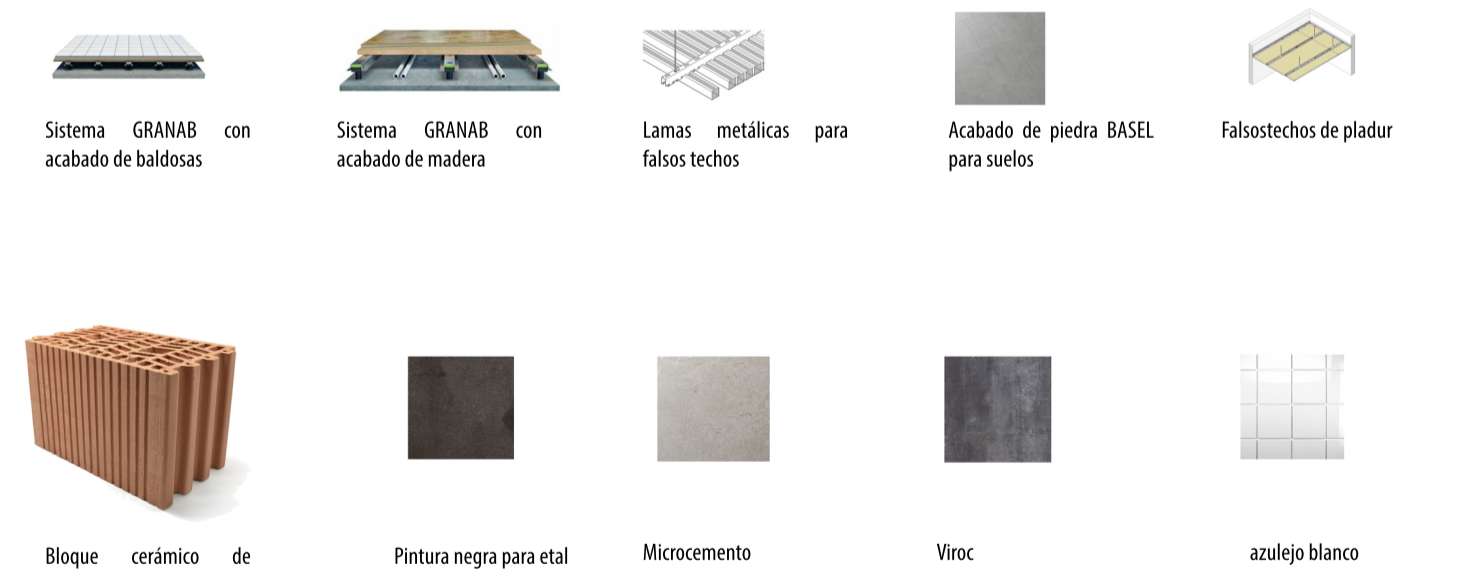 Sistema GRANAB con
acabado de baldosas
Sistema GRANAB con
acabado de madera
Lamas metálicas para
falsos techos
Acabado de piedra BASEL
para suelos
Falsostechos de pladur
Bloque cerámico de
Pintura negra para etal
Microcemento
Viroc
azulejo blanco